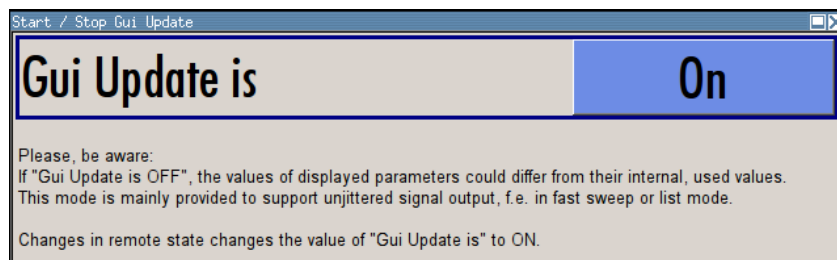 Start / Stop Gui Update
Gui Update is On
Please, be aware:
If "Gui Update is OFF", the values of displayed parameters could differ from their internal, used values.
This mode is mainly provided to support unjittered signal output, f.e. in fast sweep or list mode.
Changes in remote state changes the value of "Gui Update is" to ON.